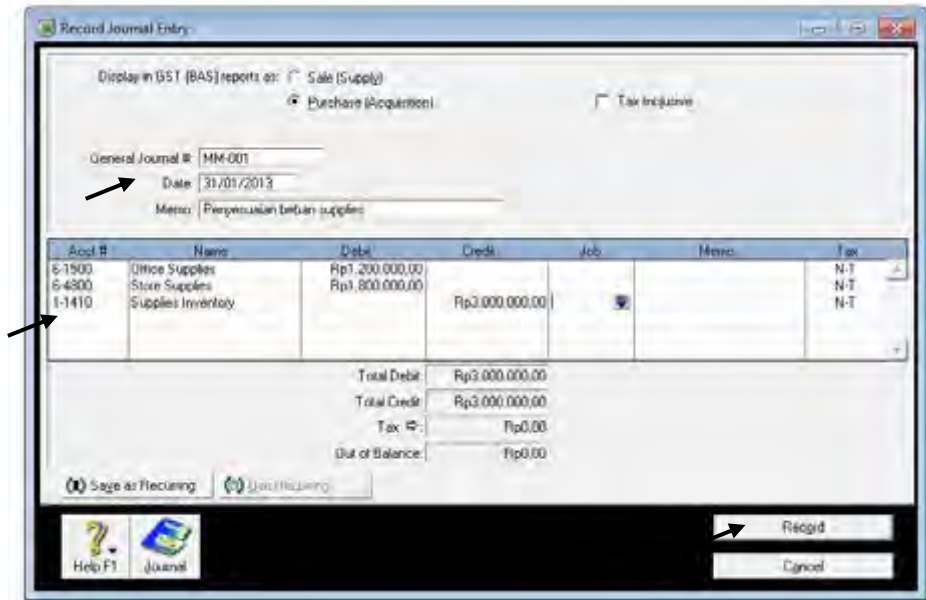 Record Journal Entry
Display in GST (BAS) reports as: Sale (Supply)
Purchase (Acquisition) Tax Inclusive
General Journal #: MM-001
Date: 31/01/2013
Memo: Penyesuaian beban supplies
Acct # Name Debit Credit Job Memo Tax
6-1500 Office Supplies Rp1.200.000,00 N-T
6-4300 Store Supplies Rp1.800.000,00 N-T
1-1410 Supplies Inventory Rp3.000.000,00 N-T
Total Debit: Rp3.000.000,00
Total Credit: Rp3.000.000,00
Tax : Rp0,00
Out of Balance: Rp0,00
Save as Recurring Use Recurring
Help F1 Journal Record
Cancel